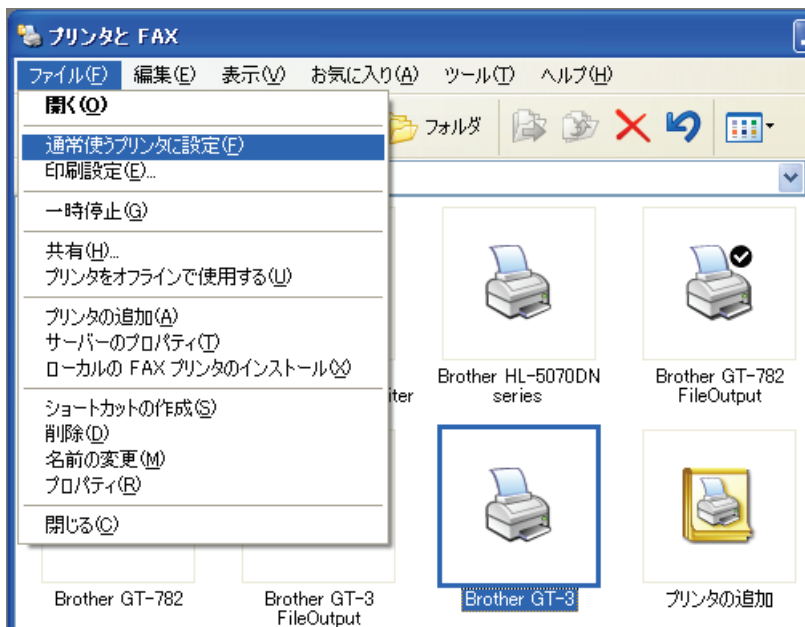 プリンタと FAX
ファイル(F) 編集(E) 表示(V) お気に入り(A) ツール(T) ヘルプ(H)
開く(O)
通常使うプリンタに設定(F)
印刷設定(E)...
一時停止(G)
共有(H)...
プリンタをオフラインで使用する(U)
プリンタの追加(A)
サーバーのプロパティ(T)
ローカルの FAX プリンタのインストール(X)
ショートカットの作成(S)
削除(D)
名前の変更(M)
プロパティ(R)
閉じる(C)
フォルダ
iter
Brother HL-5070DN
series
Brother GT-782
FileOutput
Brother GT-782
Brother GT-3
FileOutput
Brother GT-3
プリンタの追加